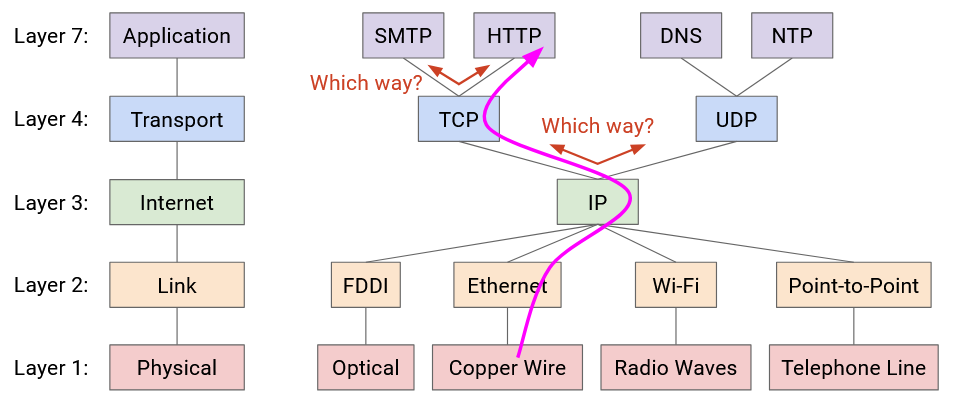 Layer 7:
Application
SMTP
HTTP
DNS
NTP
Which way?
Layer 4:
Transport
TCP
Which way?
UDP
Layer 3:
Internet
IP
Layer 2:
Link
FDDI
Ethernet
Wi-Fi
Point-to-Point
Layer 1:
Physical
Optical
Copper Wire
Radio Waves
Telephone Line